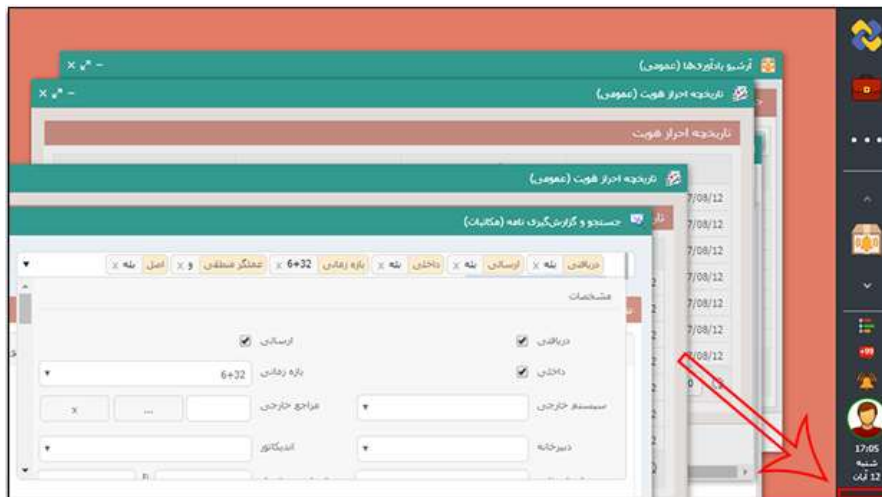 آرشیو یادآوری‌ها (عمومی)
تاریخچه احراز هویت (عمومی)
تاریخچه احراز هویت
تاریخچه احراز هویت (عمومی)
7/08/12
جستجو و گزارش‌گیری نامه (مکاتبات)
7/08/12
7/08/12
دریافتی بله x ارسالی بله x داخلی بله x بازه زمانی 6+32 x عملگر منطقی و x اصل بله x
7/08/12
مشخصات
7/08/12
7/08/12
دریافتی ارسالی
7/08/12
داخلی بازه زمانی 6+32
سیستم خارجی مراجع خارجی ... x
دبیرخانه اندیکاتور
+99
17:05
شنبه
12 آبان